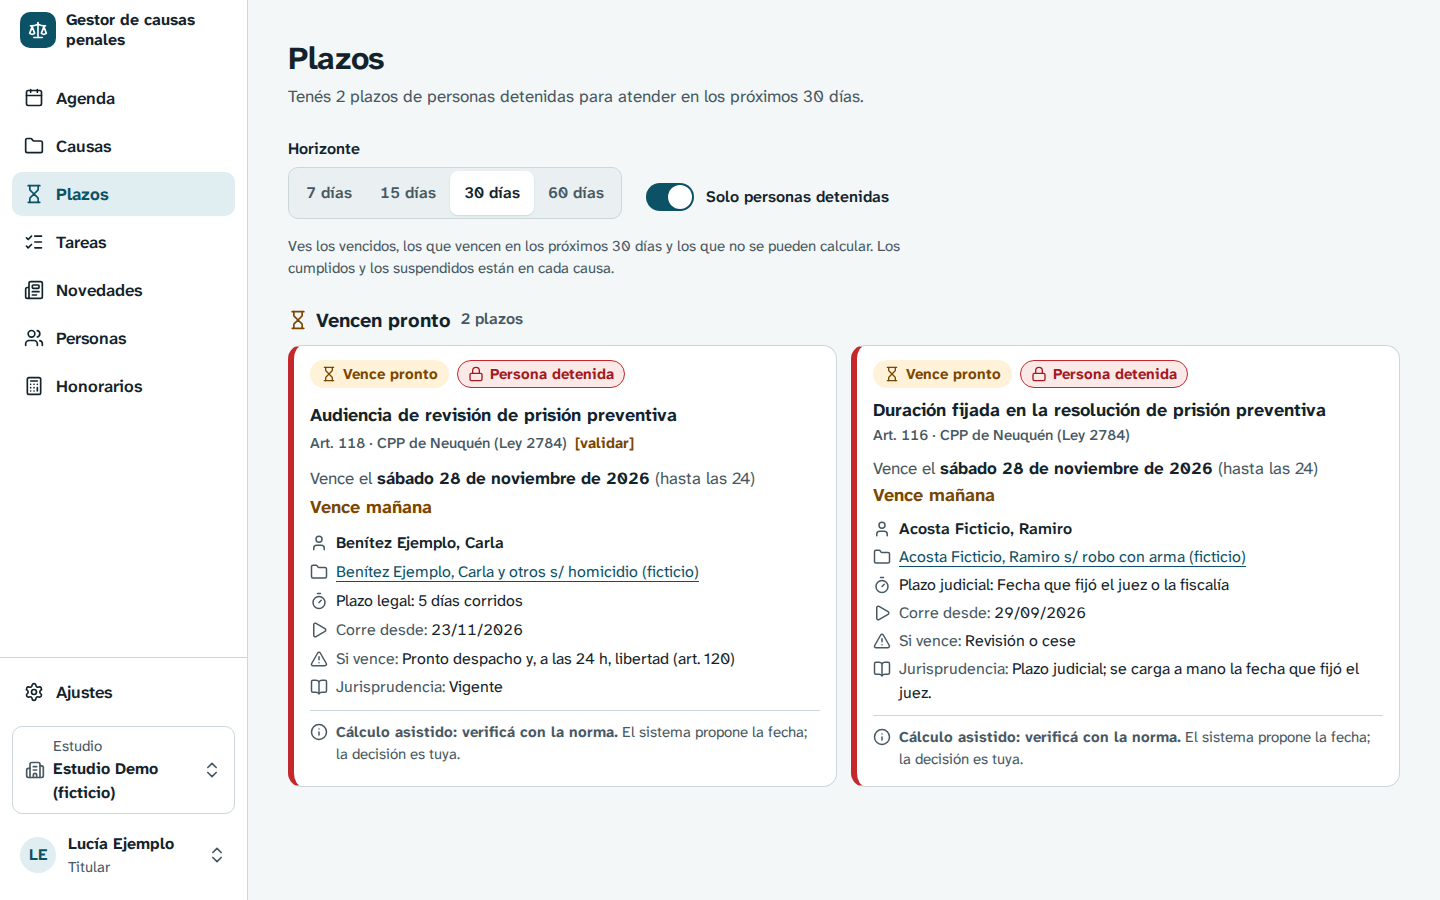 Gestor de causas
penales
Agenda
Causas
Plazos
Tareas
Novedades
Personas
Honorarios
Ajustes
Estudio
Estudio Demo
(ficticio)
LE
Lucía Ejemplo
Titular
Plazos
Tenés 2 plazos de personas detenidas para atender en los próximos 30 días.
Horizonte
7 días 15 días 30 días 60 días
Solo personas detenidas
Ves los vencidos, los que vencen en los próximos 30 días y los que no se pueden calcular. Los
cumplidos y los suspendidos están en cada causa.
Vencen pronto 2 plazos
Vence pronto Persona detenida
Audiencia de revisión de prisión preventiva
Art. 118 · CPP de Neuquén (Ley 2784) [validar]
Vence el sábado 28 de noviembre de 2026 (hasta las 24)
Vence mañana
Benítez Ejemplo, Carla
Benítez Ejemplo, Carla y otros s/ homicidio (ficticio)
Plazo legal: 5 días corridos
Corre desde: 23/11/2026
Si vence: Pronto despacho y, a las 24 h, libertad (art. 120)
Jurisprudencia: Vigente
Cálculo asistido: verificá con la norma. El sistema propone la fecha;
la decisión es tuya.
Vence pronto Persona detenida
Duración fijada en la resolución de prisión preventiva
Art. 116 · CPP de Neuquén (Ley 2784)
Vence el sábado 28 de noviembre de 2026 (hasta las 24)
Vence mañana
Acosta Ficticio, Ramiro
Acosta Ficticio, Ramiro s/ robo con arma (ficticio)
Plazo judicial: Fecha que fijó el juez o la fiscalía
Corre desde: 29/09/2026
Si vence: Revisión o cese
Jurisprudencia: Plazo judicial; se carga a mano la fecha que fijó el
juez.
Cálculo asistido: verificá con la norma. El sistema propone la fecha;
la decisión es tuya.